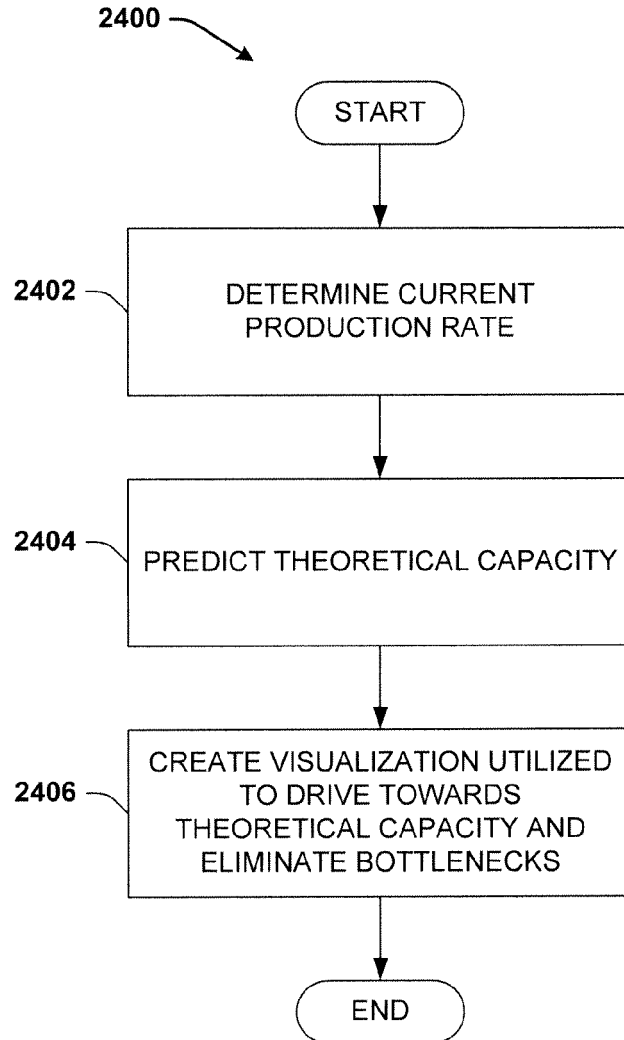 2400
START
2402
DETERMINE CURRENT
PRODUCTION RATE
2404
PREDICT THEORETICAL CAPACITY
2406
CREATE VISUALIZATION UTILIZED
TO DRIVE TOWARDS
THEORETICAL CAPACITY AND
ELIMINATE BOTTLENECKS
END